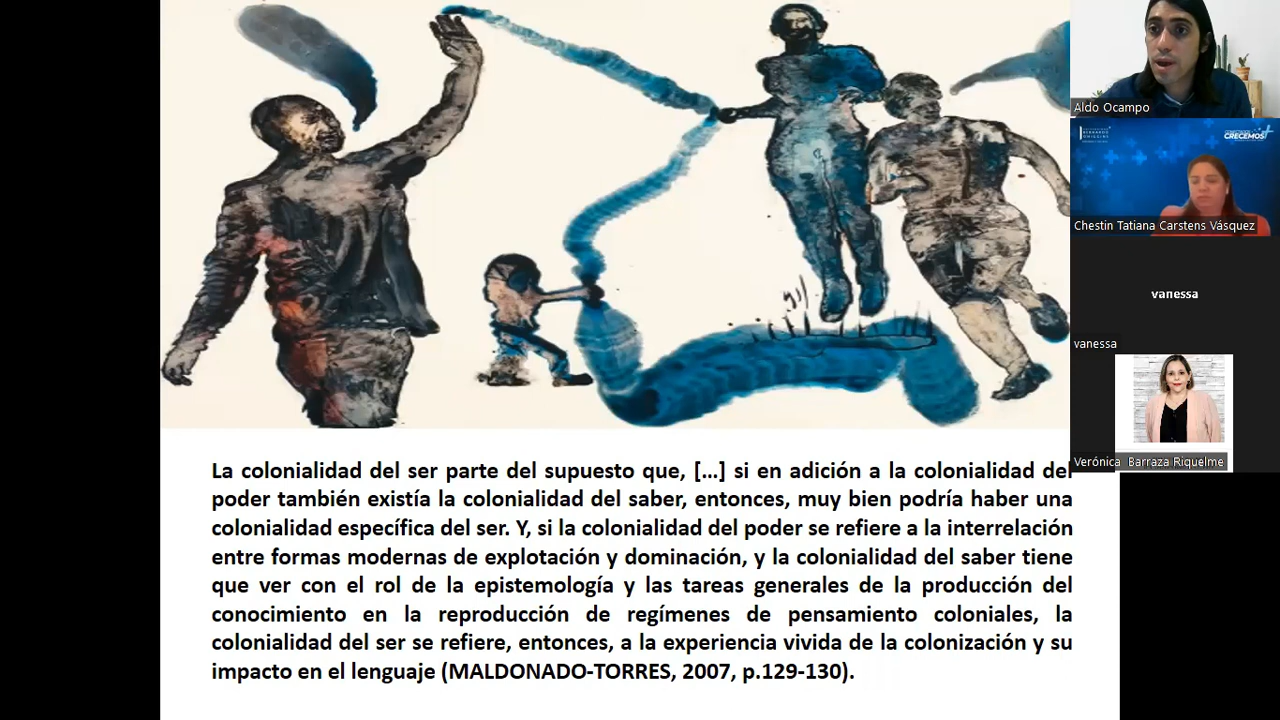 La colonialidad del ser parte del supuesto que, [...] si en adición a la colonialidad del
poder también existía la colonialidad del saber, entonces, muy bien podría haber una
colonialidad específica del ser. Y, si la colonialidad del poder se refiere a la interrelación
entre formas modernas de explotación y dominación, y la colonialidad del saber tiene
que ver con el rol de la epistemología y las tareas generales de la producción del
conocimiento en la reproducción de regímenes de pensamiento coloniales, la
colonialidad del ser se refiere, entonces, a la experiencia vivida de la colonización y su
impacto en el lenguaje (MALDONADO-TORRES, 2007, p.129-130).
Aldo Ocampo
CRECEMOS
Chestin Tatiana Carstens Vásquez
vanessa
vanessa
Verónica Barraza Riquelme